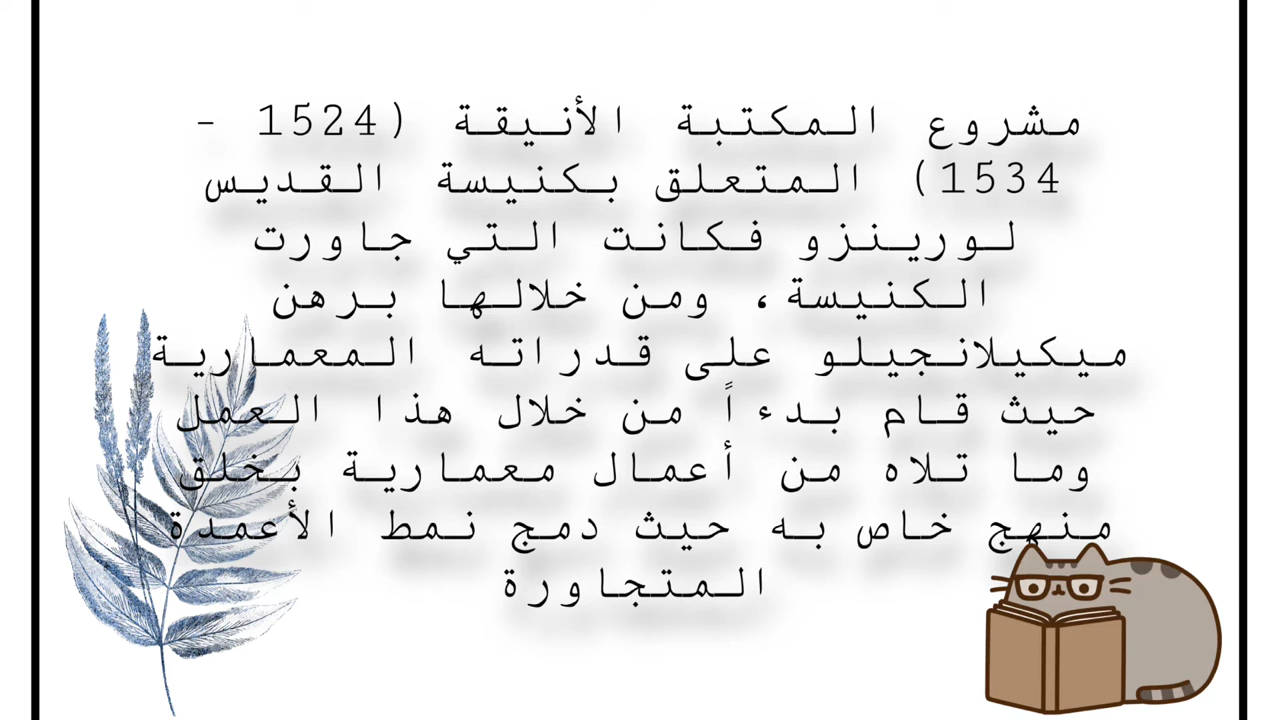 مشروع المكتبة الأنيقة (1524 -
1534) المتعلق بكنيسة القديس
لورينزو فكانت التي جاورت
الكنيسة، ومن خلالها برهن
ميكيلانجيلو على قدراته المعمارية
حيث قام بدءاً من خلال هذا العمل
وما تلاه من أعمال معمارية بخلق
منهج خاص به حيث دمج نمط الأعمدة
المتجاورة